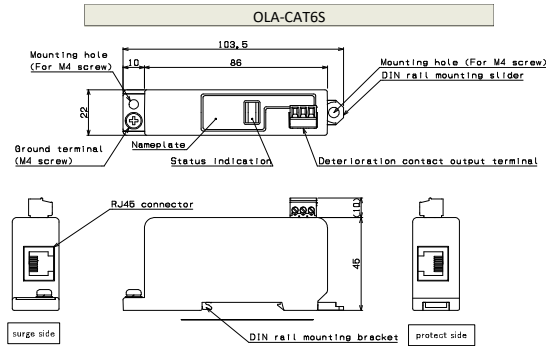 OLA-CAT6S
103.5
Mounting hole
(For M4 screw)
10
86
Mounting hole (For M4 screw)
DIN rail mounting slider
22
Ground terminal
(M4 screw)
Nameplate
Status indication
Deterioration contact output terminal
RJ45 connector
(10)
45
surge side
DIN rail mounting bracket
protect side